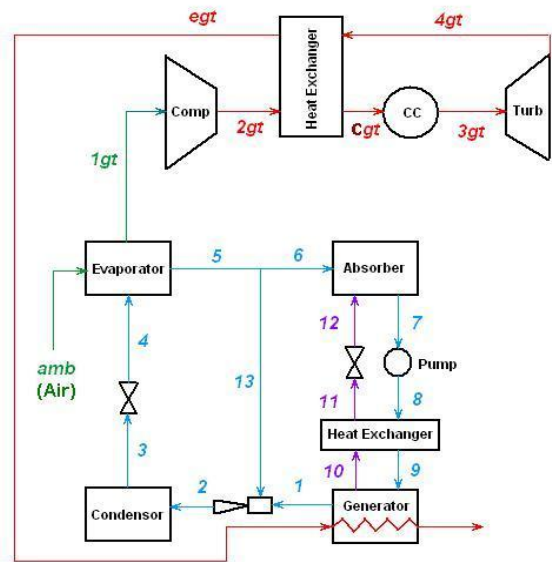 egt
4gt
Heat Exchanger
Comp
2gt
Cgt
CC
3gt
Turb
1gt
Evaporator
5
6
Absorber
4
12
7
amb
(Air)
Pump
13
11
8
3
Heat Exchanger
10
9
2
1
Condensor
Generator